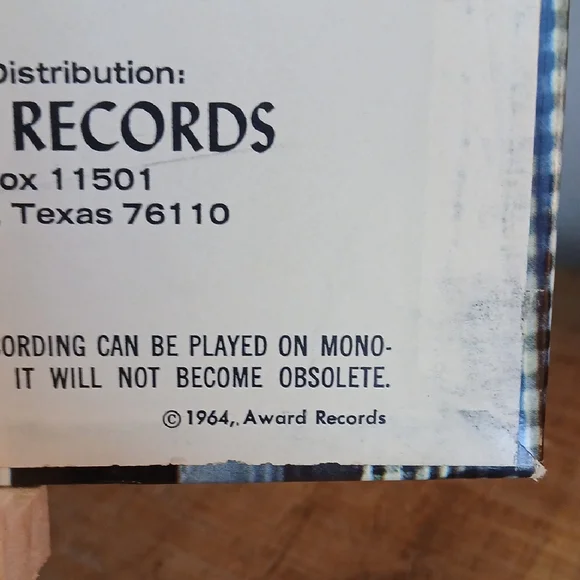 Distribution:
RECORDS
ox 11501
, Texas 76110
ORDING CAN BE PLAYED ON MONO-
IT WILL NOT BECOME OBSOLETE.
© 1964,. Award Records